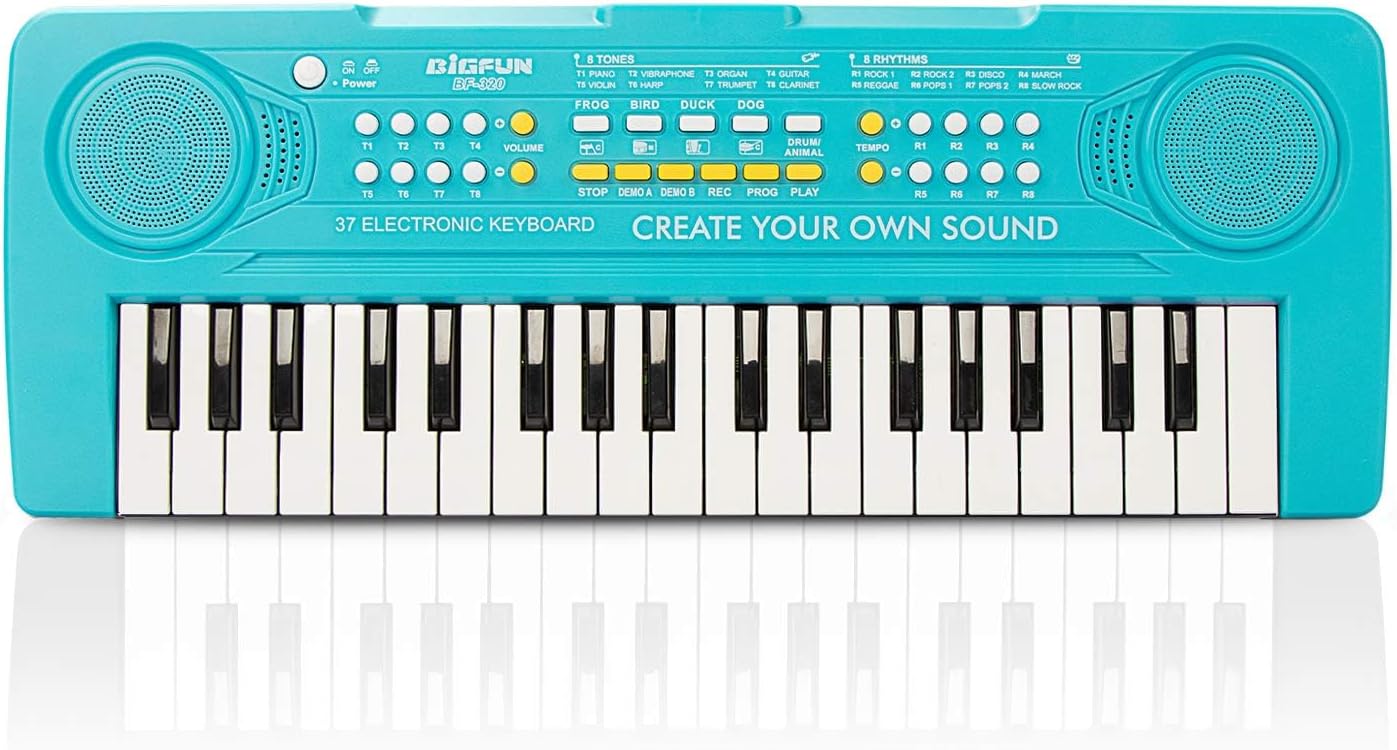 ON OFF
• Power
BIGFUN
BF-320
8 TONES
T1 PIANO T2 VIBRAPHONE T3 ORGAN T4 GUITAR
T5 VIOLIN T6 HARP T7 TRUMPET T8 CLARINET
8 RHYTHMS
R1 ROCK 1 R2 ROCK 2 R3 DISCO R4 MARCH
R5 REGGAE R6 POPS 1 R7 POPS 2 R8 SLOW ROCK
FROG BIRD DUCK DOG
T1 T2 T3 T4 + VOLUME
DRUM/
ANIMAL
TEMPO + R1 R2 R3 R4
T5 T6 T7 T8 -
STOP DEMO A DEMO B REC PROG PLAY
- R5 R6 R7 R8
37 ELECTRONIC KEYBOARD
CREATE YOUR OWN SOUND